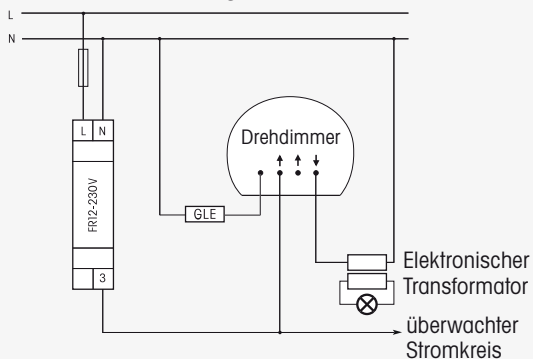 L
N
L N
Drehdimmer
FR12-230V
GLE
3
Elektronischer
Transformator
überwachter
Stromkreis